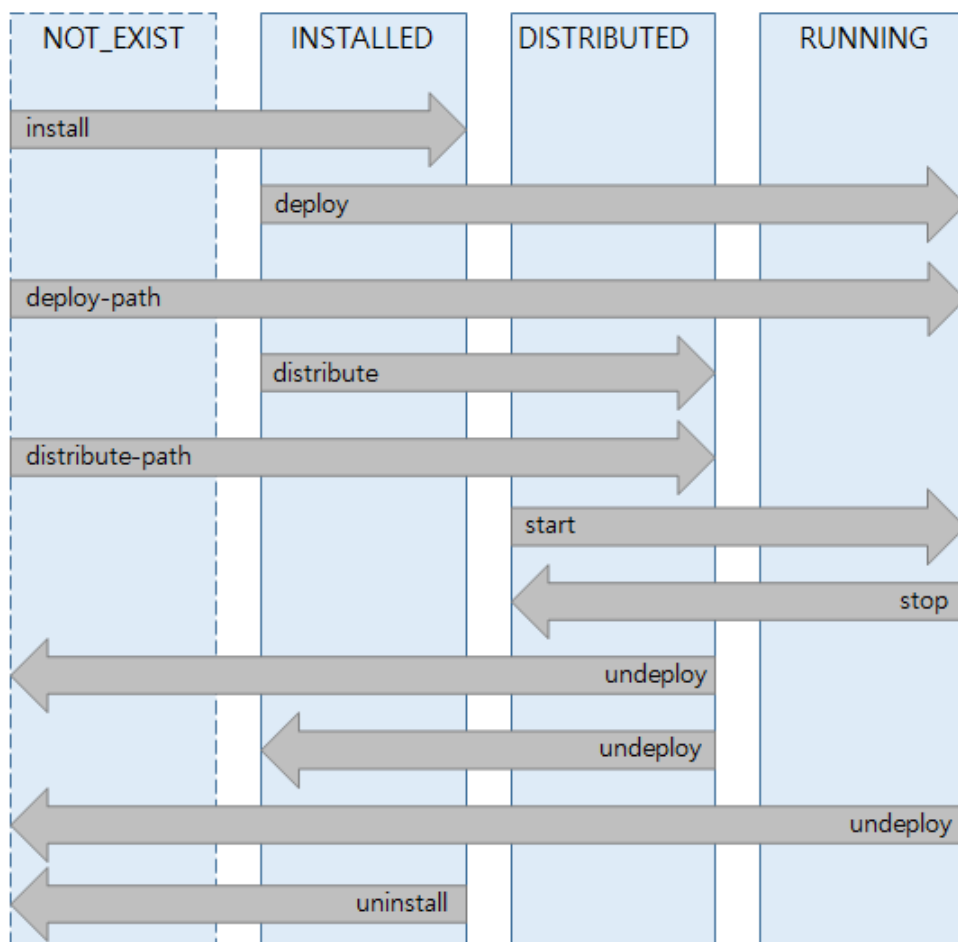 NOT_EXIST INSTALLED DISTRIBUTED RUNNING
install
deploy
deploy-path
distribute
distribute-path
start
stop
undeploy
undeploy
undeploy
uninstall